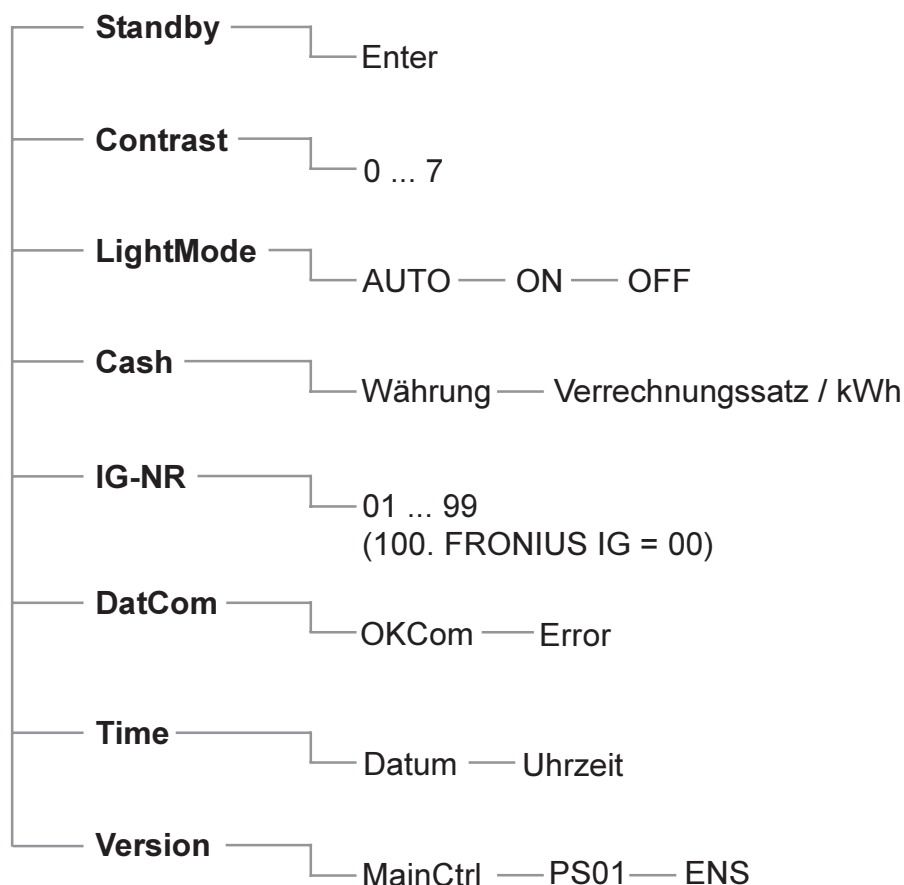 Standby
Enter
Contrast
0 ... 7
LightMode
AUTO ON OFF
Cash
Währung Verrechnungssatz / kWh
IG-NR
01 ... 99
(100. FRONIUS IG = 00)
DatCom
OKCom Error
Time
Datum Uhrzeit
Version
MainCtrl PS01 ENS